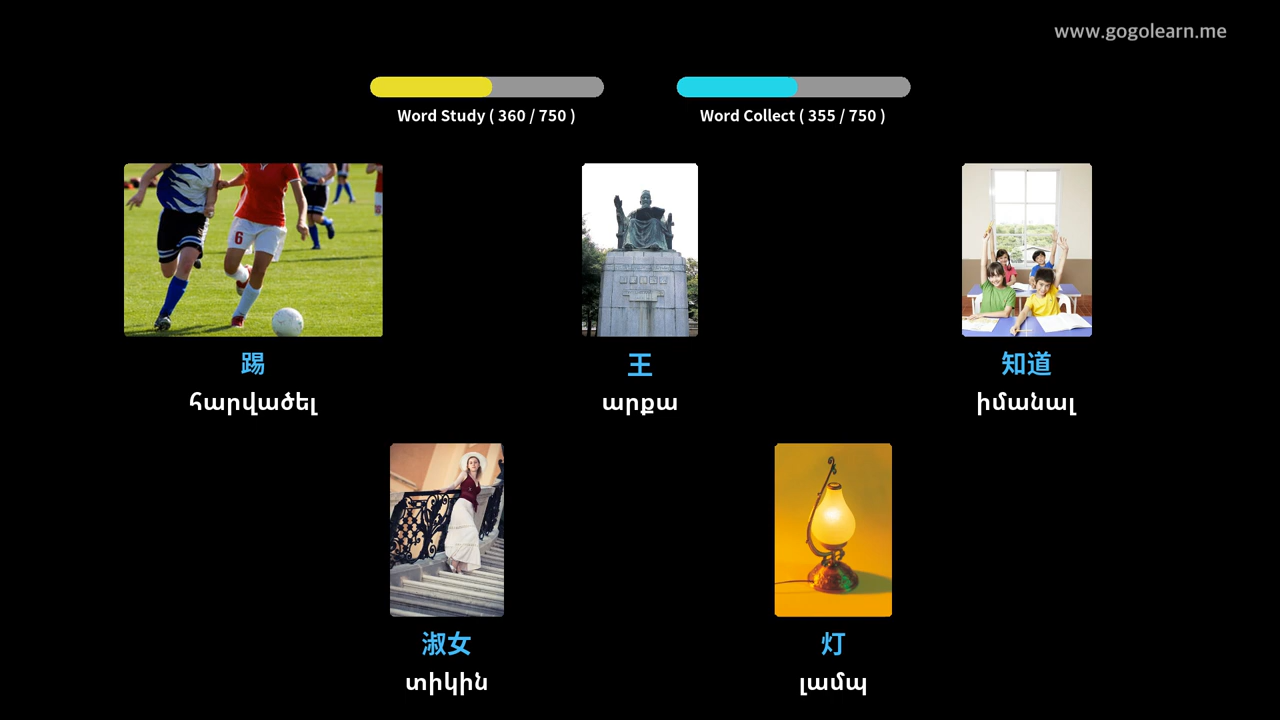 www.gogolearn.me
Word Study ( 360 / 750 )
Word Collect ( 355 / 750 )
踢
հարվածել
王
արքա
知道
իմանալ
淑女
տիկին
灯
լամպ